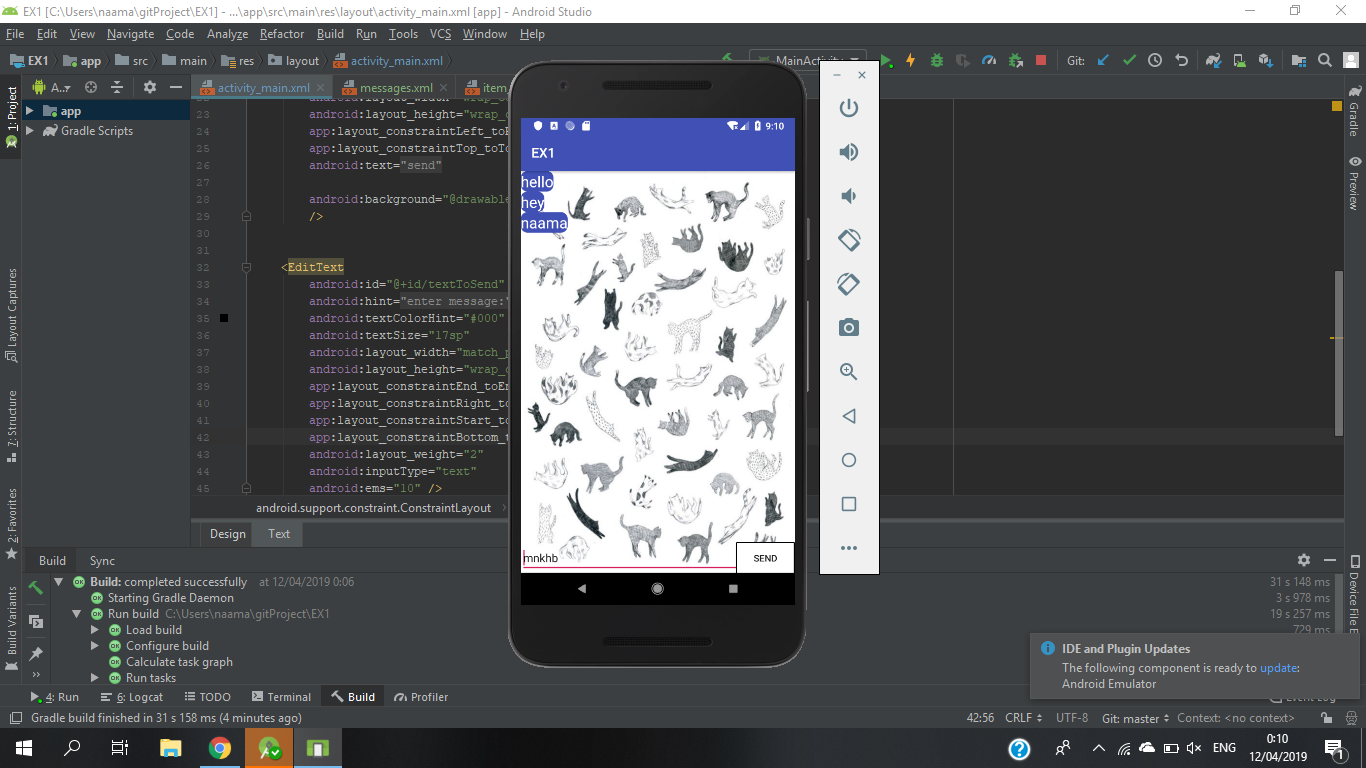 EX1 [C:\Users\naama\gitProject\EX1] - ...\app\src\main\res\layout\activity_main.xml [app] - Android Studio
File Edit View Navigate Code Analyze Refactor Build Run Tools VCS Window Help
EX1 app src main res layout activity_main.xml MainActivity Git:
1: Project
A.. activity_main.xml messages.xml item_
app
Gradle Scripts
23 android:layout_height="wrap_
24 app:layout_constraintLeft_to
25 app:layout_constraintTop_toT
26 android:text="send"
27
28 android:background="@drawable
29 />
30
31
32 <EditText
33 android:id="@+id/textToSend"
34 android:hint="enter message:
35 android:textColorHint="#000"
36 android:textSize="17sp"
37 android:layout_width="match_p
38 android:layout_height="wrap_
39 app:layout_constraintEnd_toE
40 app:layout_constraintRight_to
41 app:layout_constraintStart_to
42 app:layout_constraintBottom_t
43 android:layout_weight="2"
44 android:inputType="text"
45 android:ems="10" />
android.support.constraint.ConstraintLayout
Design Text
9:10
EX1
hello
hey
naama
mnkhb
SEND
Gradle
Preview
Device File E
Layout Captures
7: Structure
2: Favorites
Build Variants
Build Sync
Build: completed successfully at 12/04/2019 0:06 31 s 148 ms
Starting Gradle Daemon 3 s 978 ms
Run build C:\Users\naama\gitProject\EX1 19 s 257 ms
Load build 729 ms
Configure build
Calculate task graph
Run tasks
IDE and Plugin Updates
The following component is ready to update:
Android Emulator
4: Run 6: Logcat TODO Terminal Build Profiler Event Log
Gradle build finished in 31 s 158 ms (4 minutes ago) 42:56 CRLF UTF-8 Git: master Context: <no context>
ENG
0:10
12/04/2019
1